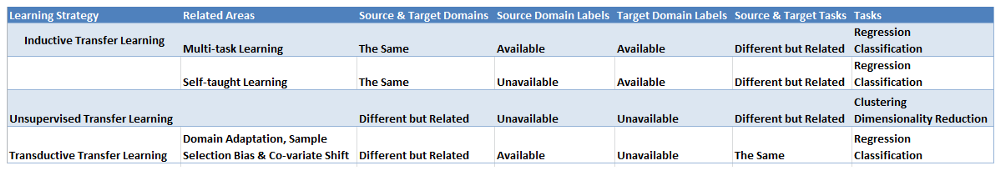 Learning Strategy Related Areas Source & Target Domains Source Domain Labels Target Domain Labels Source & Target Tasks Tasks
Inductive Transfer Learning Multi-task Learning The Same Available Available Different but Related Regression
Classification
Self-taught Learning The Same Unavailable Available Different but Related Regression
Classification
Unsupervised Transfer Learning Different but Related Unavailable Unavailable Different but Related Clustering
Dimensionality Reduction
Transductive Transfer Learning Domain Adaptation, Sample
Selection Bias & Co-variate Shift Different but Related Available Unavailable The Same Regression
Classification